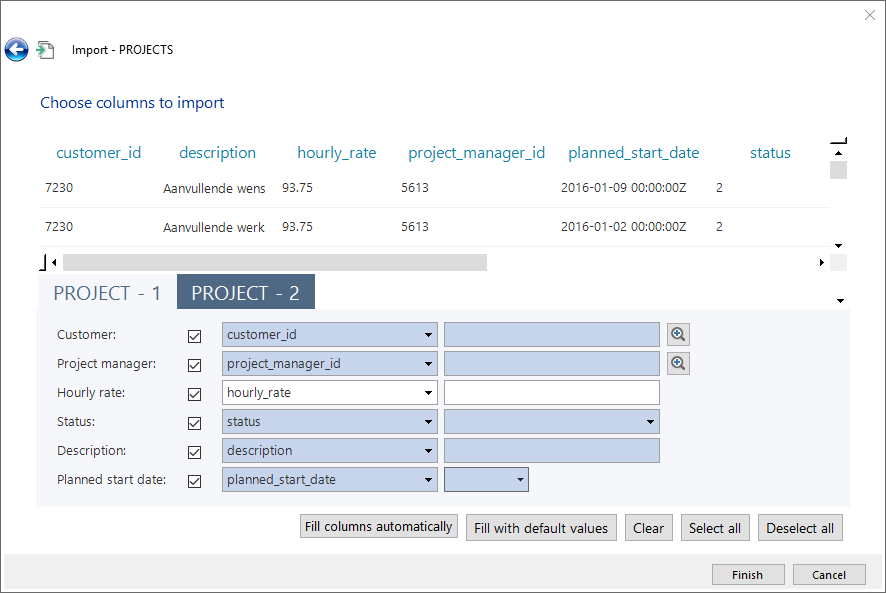 Import - PROJECTS
Choose columns to import
customer_id description hourly_rate project_manager_id planned_start_date status
7230 Aanvullende wens 93.75 5613 2016-01-09 00:00:00Z 2
7230 Aanvullende werk 93.75 5613 2016-01-02 00:00:00Z 2
PROJECT - 1 PROJECT - 2
Customer: customer_id
Project manager: project_manager_id
Hourly rate: hourly_rate
Status: status
Description: description
Planned start date: planned_start_date
Fill columns automatically Fill with default values Clear Select all Deselect all
Finish Cancel